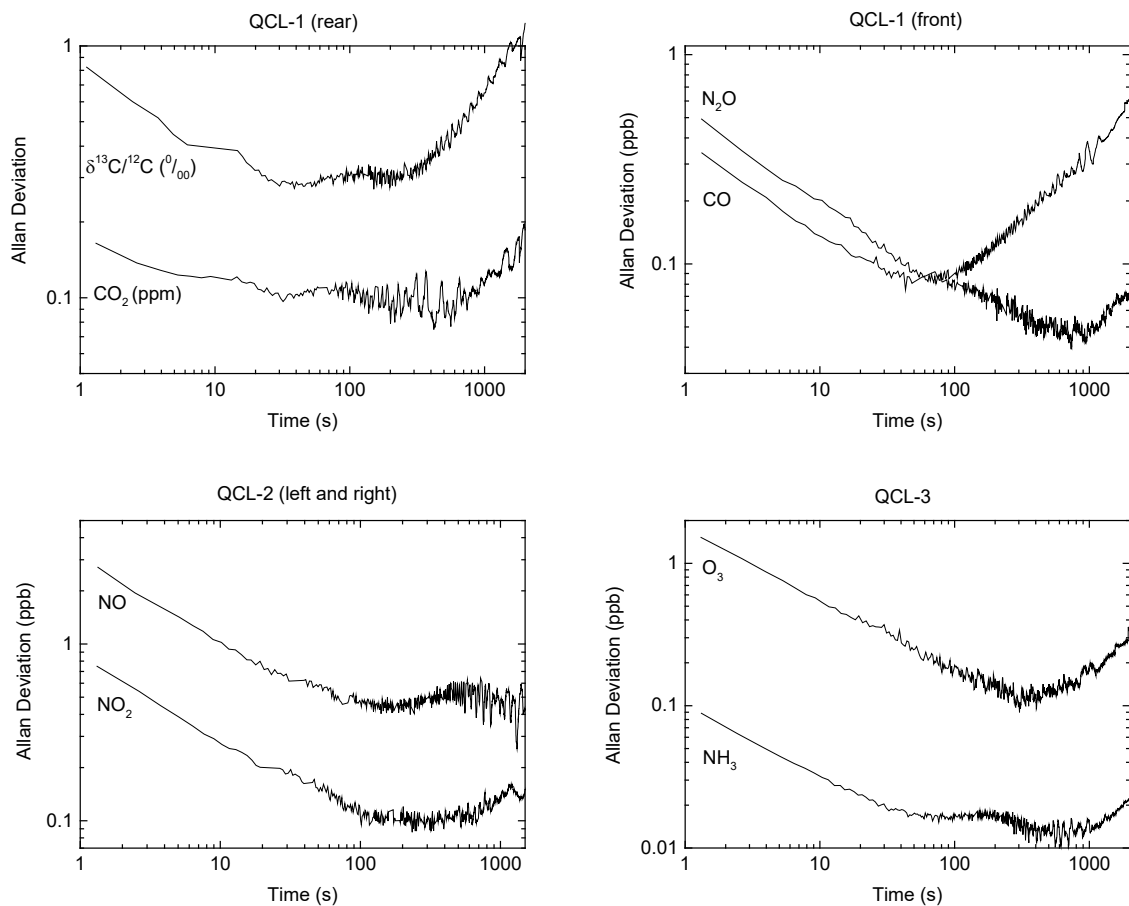 QCL-1 (rear)
1
0.1
Allan Deviation
δ¹³C/¹²C (⁰/₀₀)
CO₂ (ppm)
1 10 100 1000
Time (s)
QCL-1 (front)
1
0.1
Allan Deviation (ppb)
N₂O
CO
1 10 100 1000
Time (s)
QCL-2 (left and right)
1
0.1
Allan Deviation (ppb)
NO
NO₂
1 10 100 1000
Time (s)
QCL-3
1
0.1
0.01
Allan Deviation (ppb)
O₃
NH₃
1 10 100 1000
Time (s)